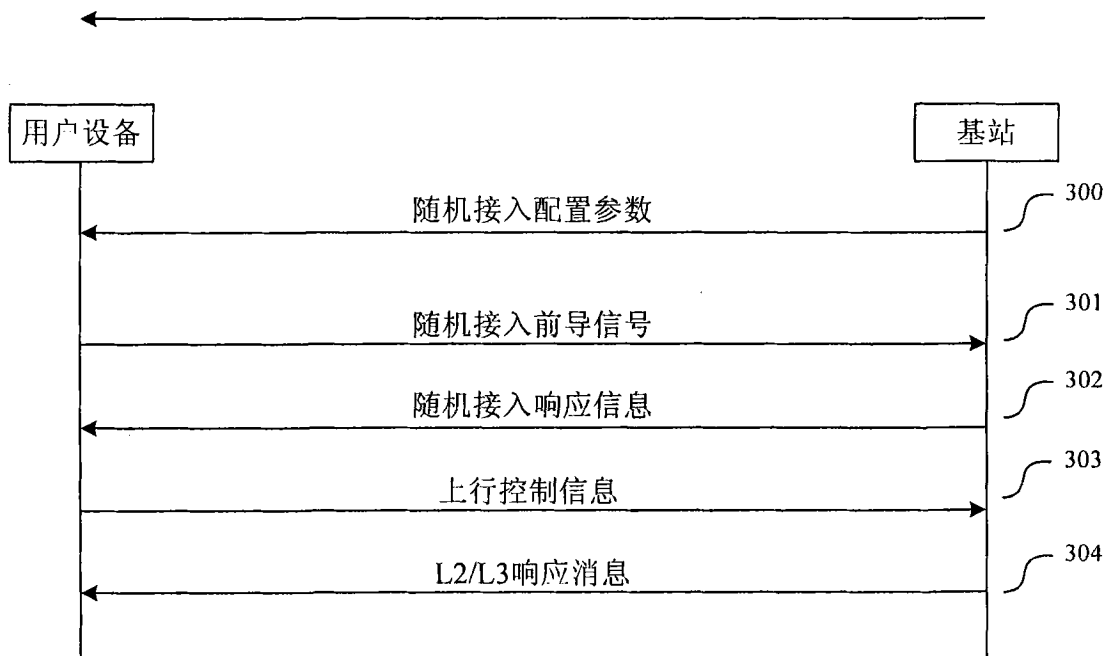 用户设备
基站
随机接入配置参数
300
随机接入前导信号
301
随机接入响应信息
302
上行控制信息
303
L2/L3响应消息
304